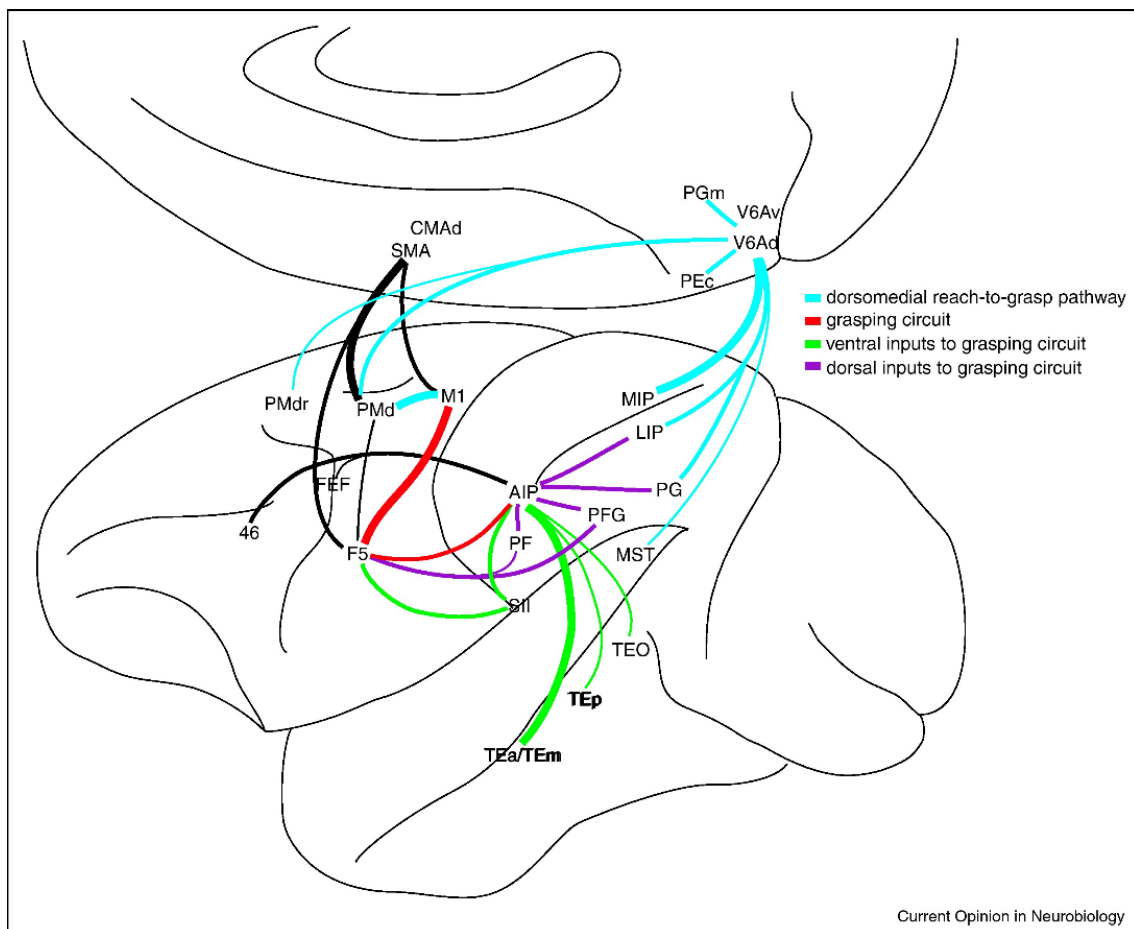 PGm
V6Av
CMAd
V6Ad
SMA
PEc
dorsomedial reach-to-grasp pathway
grasping circuit
ventral inputs to grasping circuit
dorsal inputs to grasping circuit
PMdr
PMd
M1
MIP
LIP
FEF
AIP
PG
46
PFG
F5
PF
MST
SII
TEO
TEp
TEa/TEm
Current Opinion in Neurobiology